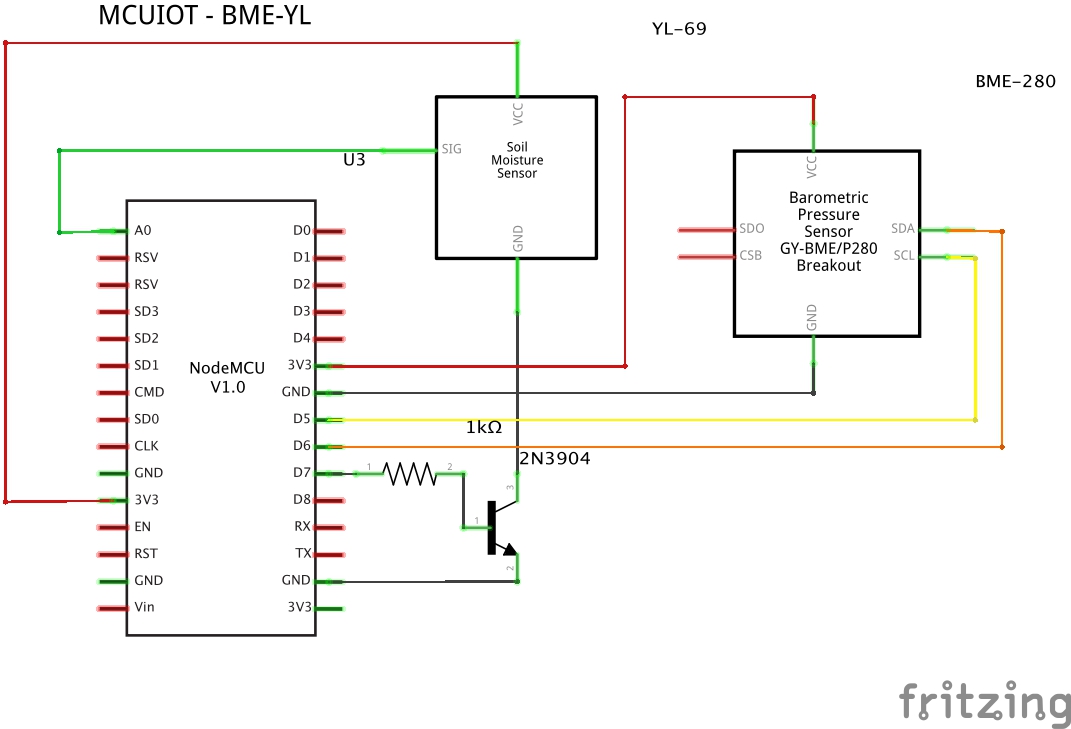 MCUIOT - BME-YL
YL-69
BME-280
U3
VCC
SIG
Soil
Moisture
Sensor
GND
VCC
Barometric
Pressure
Sensor
GY-BME/P280
Breakout
SDO
CSB
SDA
SCL
GND
NodeMCU
V1.0
A0
RSV
RSV
SD3
SD2
SD1
CMD
SD0
CLK
GND
3V3
EN
RST
GND
Vin
D0
D1
D2
D3
D4
3V3
GND
D5
D6
D7
D8
RX
TX
GND
3V3
1kΩ
1
2
2N3904
3
1
2
fritzing